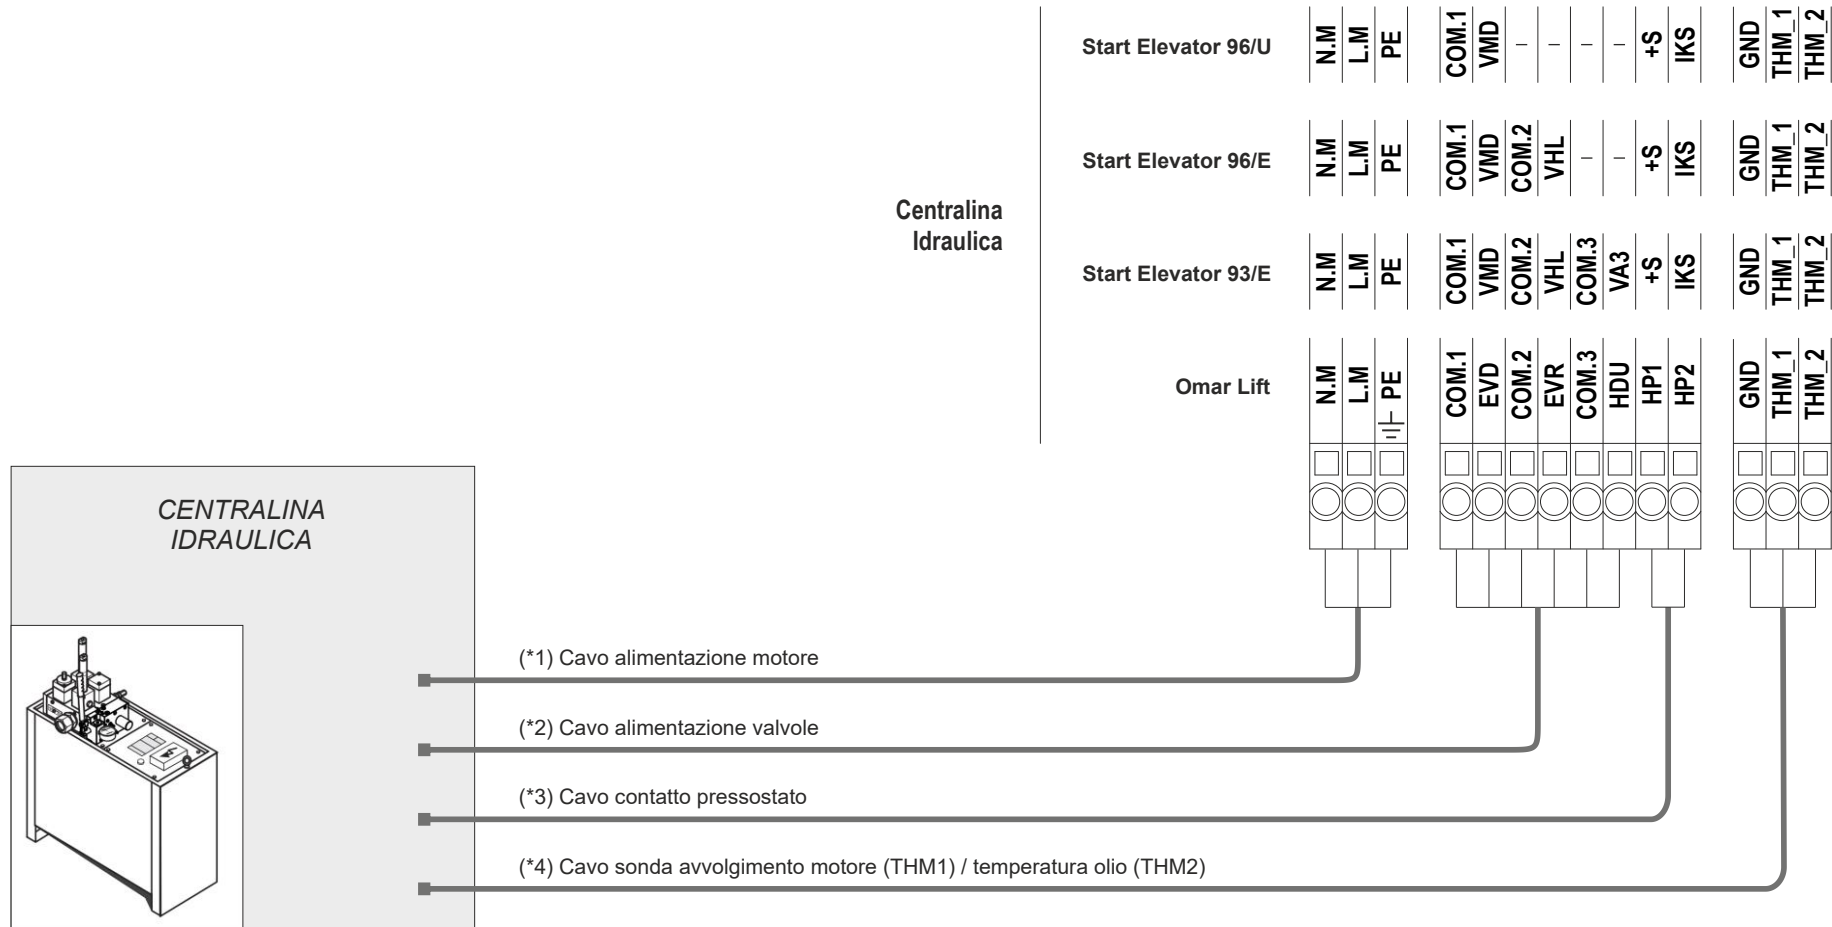 Start Elevator 96/U
N.M L.M PE COM.1 VMD – – – – +S IKS GND THM_1 THM_2
Start Elevator 96/E
N.M L.M PE COM.1 VMD COM.2 VHL – – +S IKS GND THM_1 THM_2
Centralina
Idraulica
Start Elevator 93/E
N.M L.M PE COM.1 VMD COM.2 VHL COM.3 VA3 +S IKS GND THM_1 THM_2
Omar Lift
N.M L.M PE COM.1 EVD COM.2 EVR COM.3 HDU HP1 HP2 GND THM_1 THM_2
CENTRALINA
IDRAULICA
(*1) Cavo alimentazione motore
(*2) Cavo alimentazione valvole
(*3) Cavo contatto pressostato
(*4) Cavo sonda avvolgimento motore (THM1) / temperatura olio (THM2)